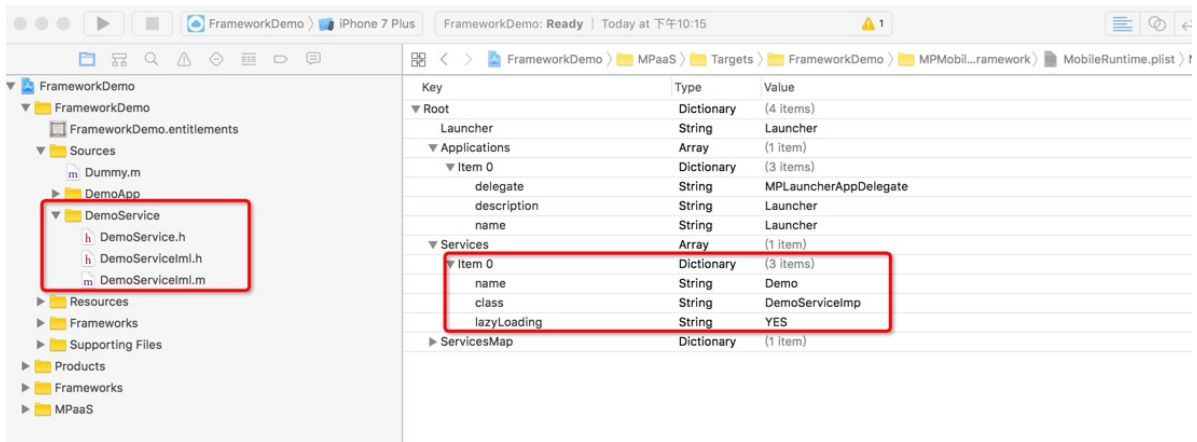 FrameworkDemo 〉 iPhone 7 Plus
FrameworkDemo: Ready | Today at 下午10:15
1
FrameworkDemo 〉 MPaaS 〉 Targets 〉 FrameworkDemo 〉 MPMobil...ramework 〉 MobileRuntime.plist 〉
FrameworkDemo
FrameworkDemo
FrameworkDemo.entitlements
Sources
m Dummy.m
DemoApp
DemoService
h DemoService.h
h DemoServiceIml.h
m DemoServiceIml.m
Resources
Frameworks
Supporting Files
Products
Frameworks
MPaaS
Key Type Value
Root Dictionary (4 items)
Launcher String Launcher
Applications Array (1 item)
Item 0 Dictionary (3 items)
delegate String MPLauncherAppDelegate
description String Launcher
name String Launcher
Services Array (1 item)
Item 0 Dictionary (3 items)
name String Demo
class String DemoServiceImp
lazyLoading String YES
ServicesMap Dictionary (1 item)